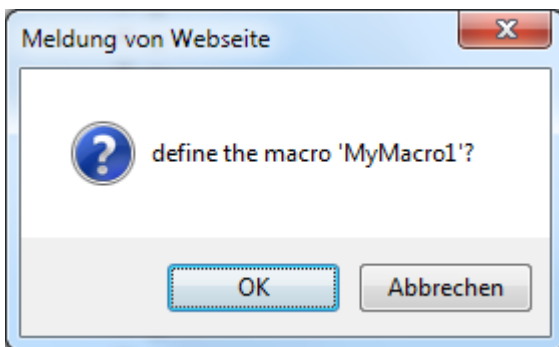 Meldung von Webseite
define the macro 'MyMacro1'?
OK
Abbrechen